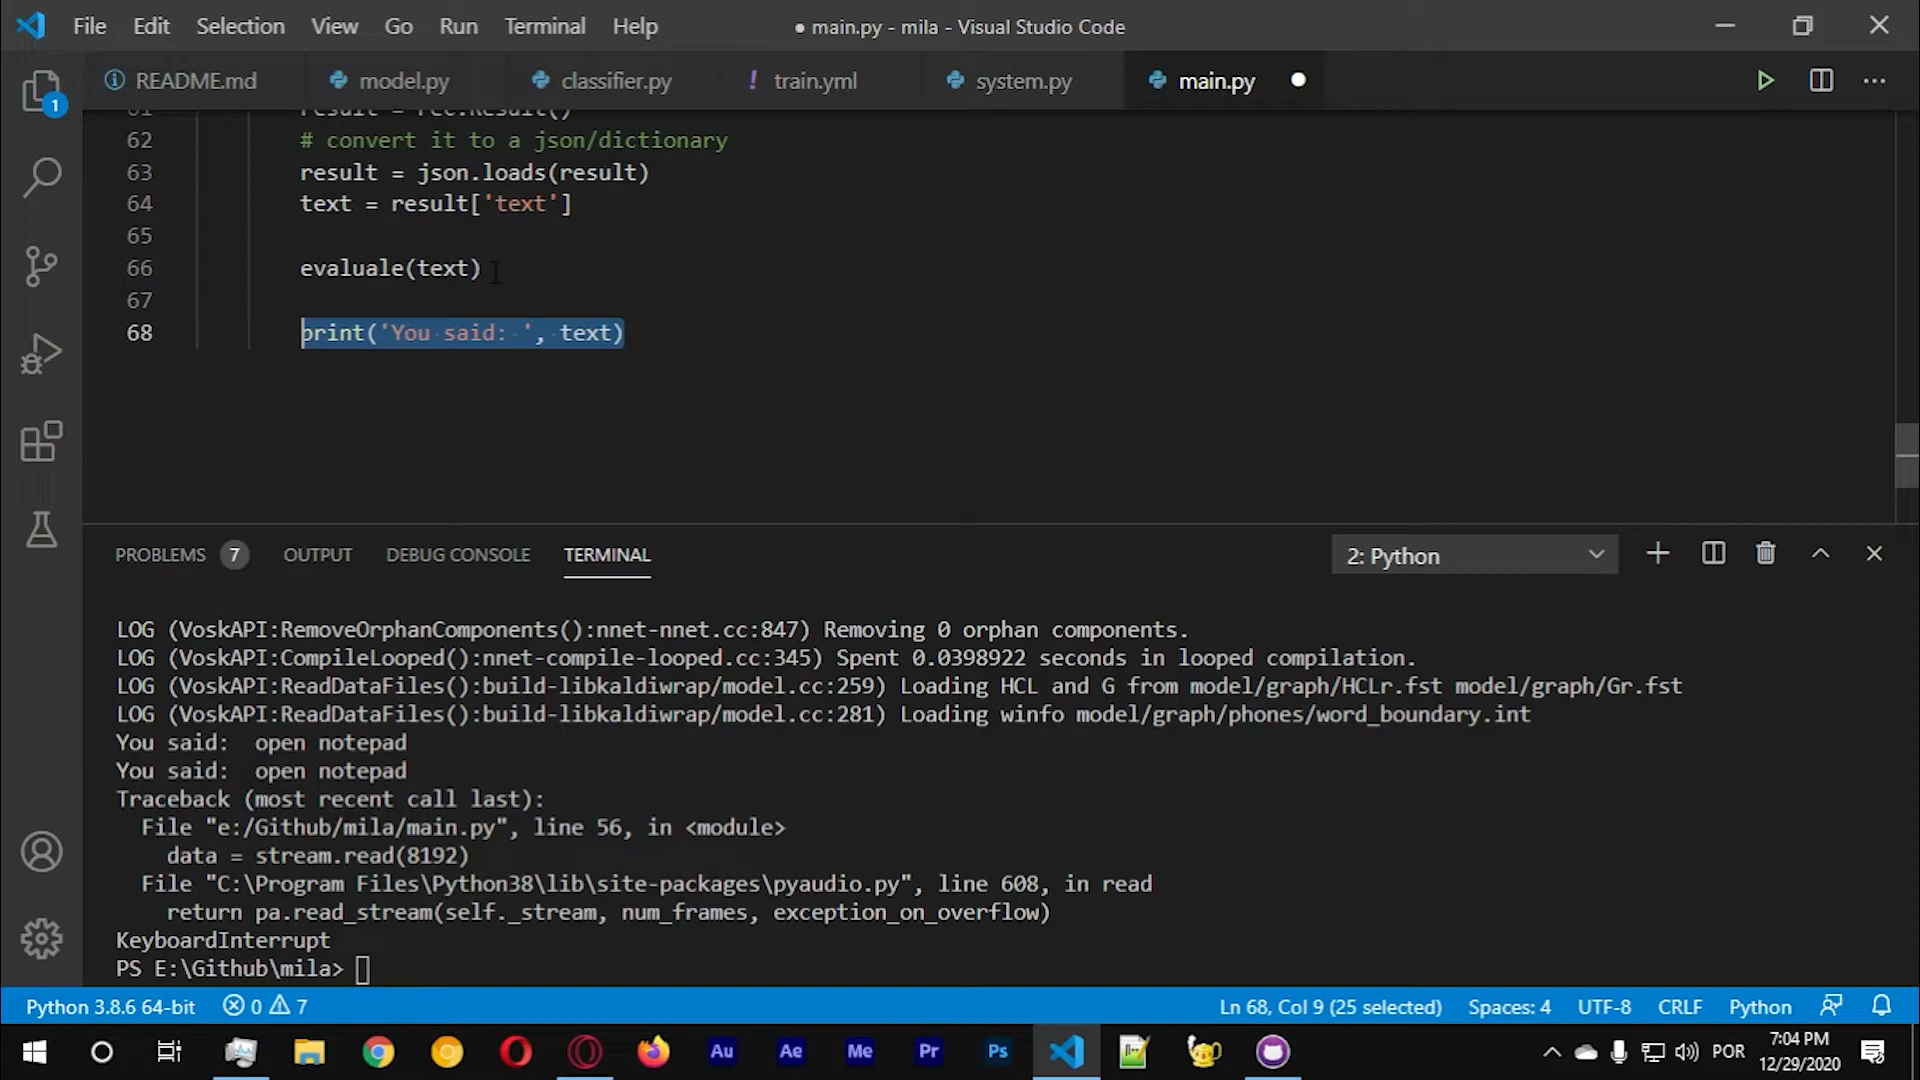 File Edit Selection View Go Run Terminal Help
● main.py - mila - Visual Studio Code
README.md model.py classifier.py ! train.yml system.py main.py
61 result = rec.Result()
62 # convert it to a json/dictionary
63 result = json.loads(result)
64 text = result['text']
65
66 evaluale(text)
67
68 print('You said: ', text)
1
PROBLEMS 7 OUTPUT DEBUG CONSOLE TERMINAL 2: Python
LOG (VoskAPI:RemoveOrphanComponents():nnet-nnet.cc:847) Removing 0 orphan components.
LOG (VoskAPI:CompileLooped():nnet-compile-looped.cc:345) Spent 0.0398922 seconds in looped compilation.
LOG (VoskAPI:ReadDataFiles():build-libkaldiwrap/model.cc:259) Loading HCL and G from model/graph/HCLr.fst model/graph/Gr.fst
LOG (VoskAPI:ReadDataFiles():build-libkaldiwrap/model.cc:281) Loading winfo model/graph/phones/word_boundary.int
You said:  open notepad
You said:  open notepad
Traceback (most recent call last):
File "e:/Github/mila/main.py", line 56, in <module>
data = stream.read(8192)
File "C:\Program Files\Python38\lib\site-packages\pyaudio.py", line 608, in read
return pa.read_stream(self._stream, num_frames, exception_on_overflow)
KeyboardInterrupt
PS E:\Github\mila>
Python 3.8.6 64-bit 0 7 Ln 68, Col 9 (25 selected) Spaces: 4 UTF-8 CRLF Python
Au Ae Me Pr Ps POR 7:04 PM
12/29/2020